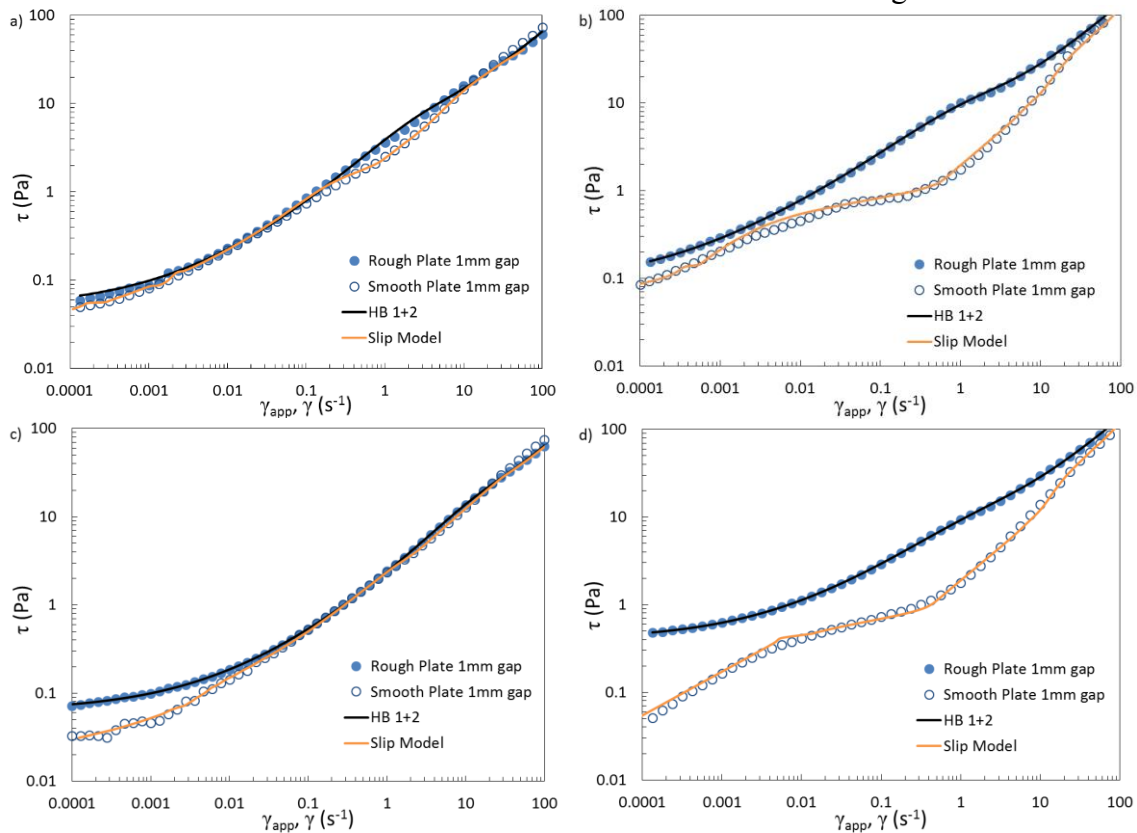 a)
100
10
1
0.1
0.01
τ (Pa)
Rough Plate 1mm gap
Smooth Plate 1mm gap
HB 1+2
Slip Model
0.0001 0.001 0.01 0.1 1 10 100
γapp, γ (s-1)
b)
100
10
1
0.1
0.01
τ (Pa)
Rough Plate 1mm gap
Smooth Plate 1mm gap
HB 1+2
Slip Model
0.0001 0.001 0.01 0.1 1 10 100
γapp, γ (s-1)
c)
100
10
1
0.1
0.01
τ (Pa)
Rough Plate 1mm gap
Smooth Plate 1mm gap
HB 1+2
Slip Model
0.0001 0.001 0.01 0.1 1 10 100
γapp, γ (s-1)
d)
100
10
1
0.1
0.01
τ (Pa)
Rough Plate 1mm gap
Smooth Plate 1mm gap
HB 1+2
Slip Model
0.0001 0.001 0.01 0.1 1 10 100
γapp, γ (s-1)